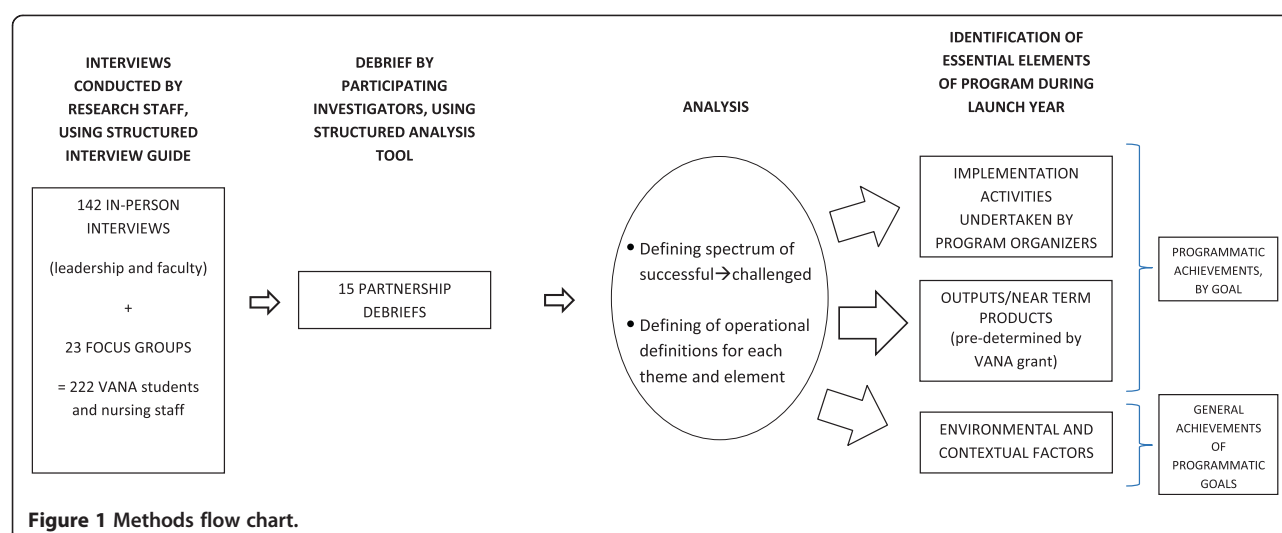 INTERVIEWS
CONDUCTED BY
RESEARCH STAFF,
USING STRUCTURED
INTERVIEW GUIDE
142 IN-PERSON
INTERVIEWS
(leadership and faculty)
+
23 FOCUS GROUPS
= 222 VANA students
and nursing staff
DEBRIEF BY
PARTICIPATING
INVESTIGATORS, USING
STRUCTURED ANALYSIS
TOOL
15 PARTNERSHIP
DEBRIEFS
ANALYSIS
• Defining spectrum of
successful→challenged
• Defining of operational
definitions for each
theme and element
IDENTIFICATION OF
ESSENTIAL ELEMENTS
OF PROGRAM DURING
LAUNCH YEAR
IMPLEMENTATION
ACTIVITIES
UNDERTAKEN BY
PROGRAM ORGANIZERS
OUTPUTS/NEAR TERM
PRODUCTS
(pre-determined by
VANA grant)
ENVIRONMENTAL AND
CONTEXTUAL FACTORS
PROGRAMMATIC
ACHIEVEMENTS,
BY GOAL
GENERAL
ACHIEVEMENTS
OF
PROGRAMMATIC
GOALS
Figure 1 Methods flow chart.